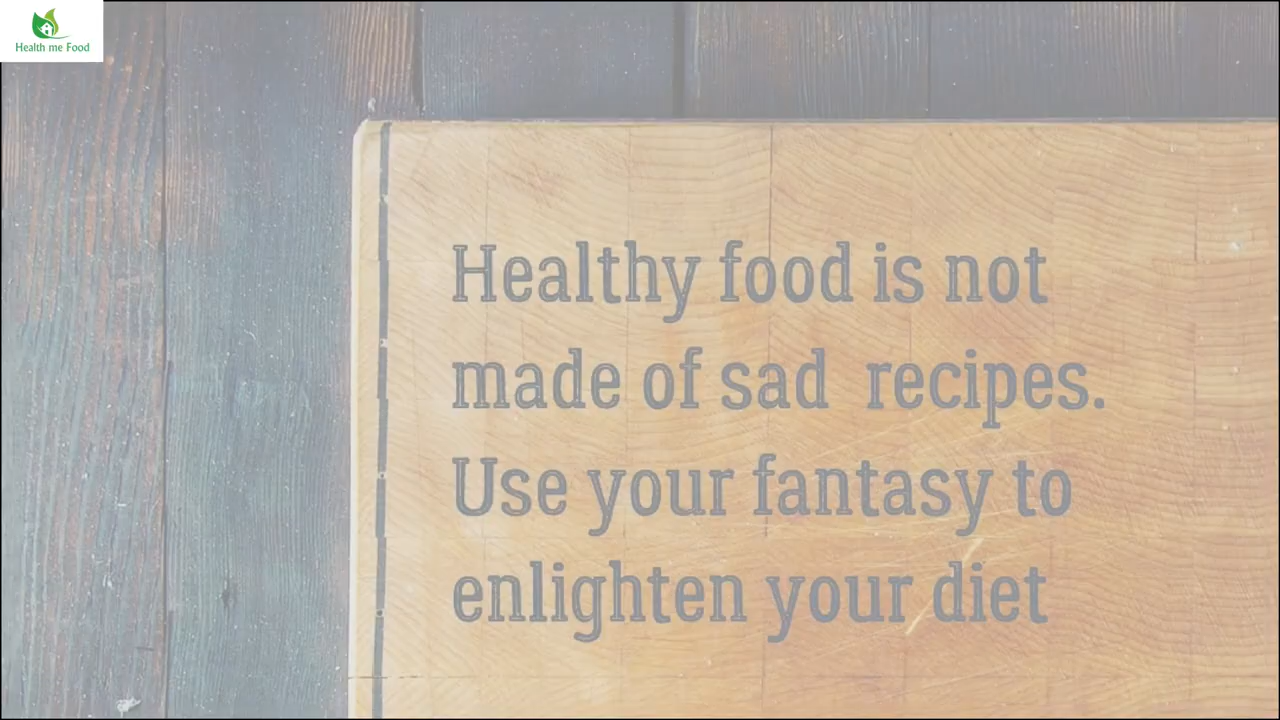 Health me Food
Healthy food is not
made of sad  recipes.
Use your fantasy to
enlighten your diet